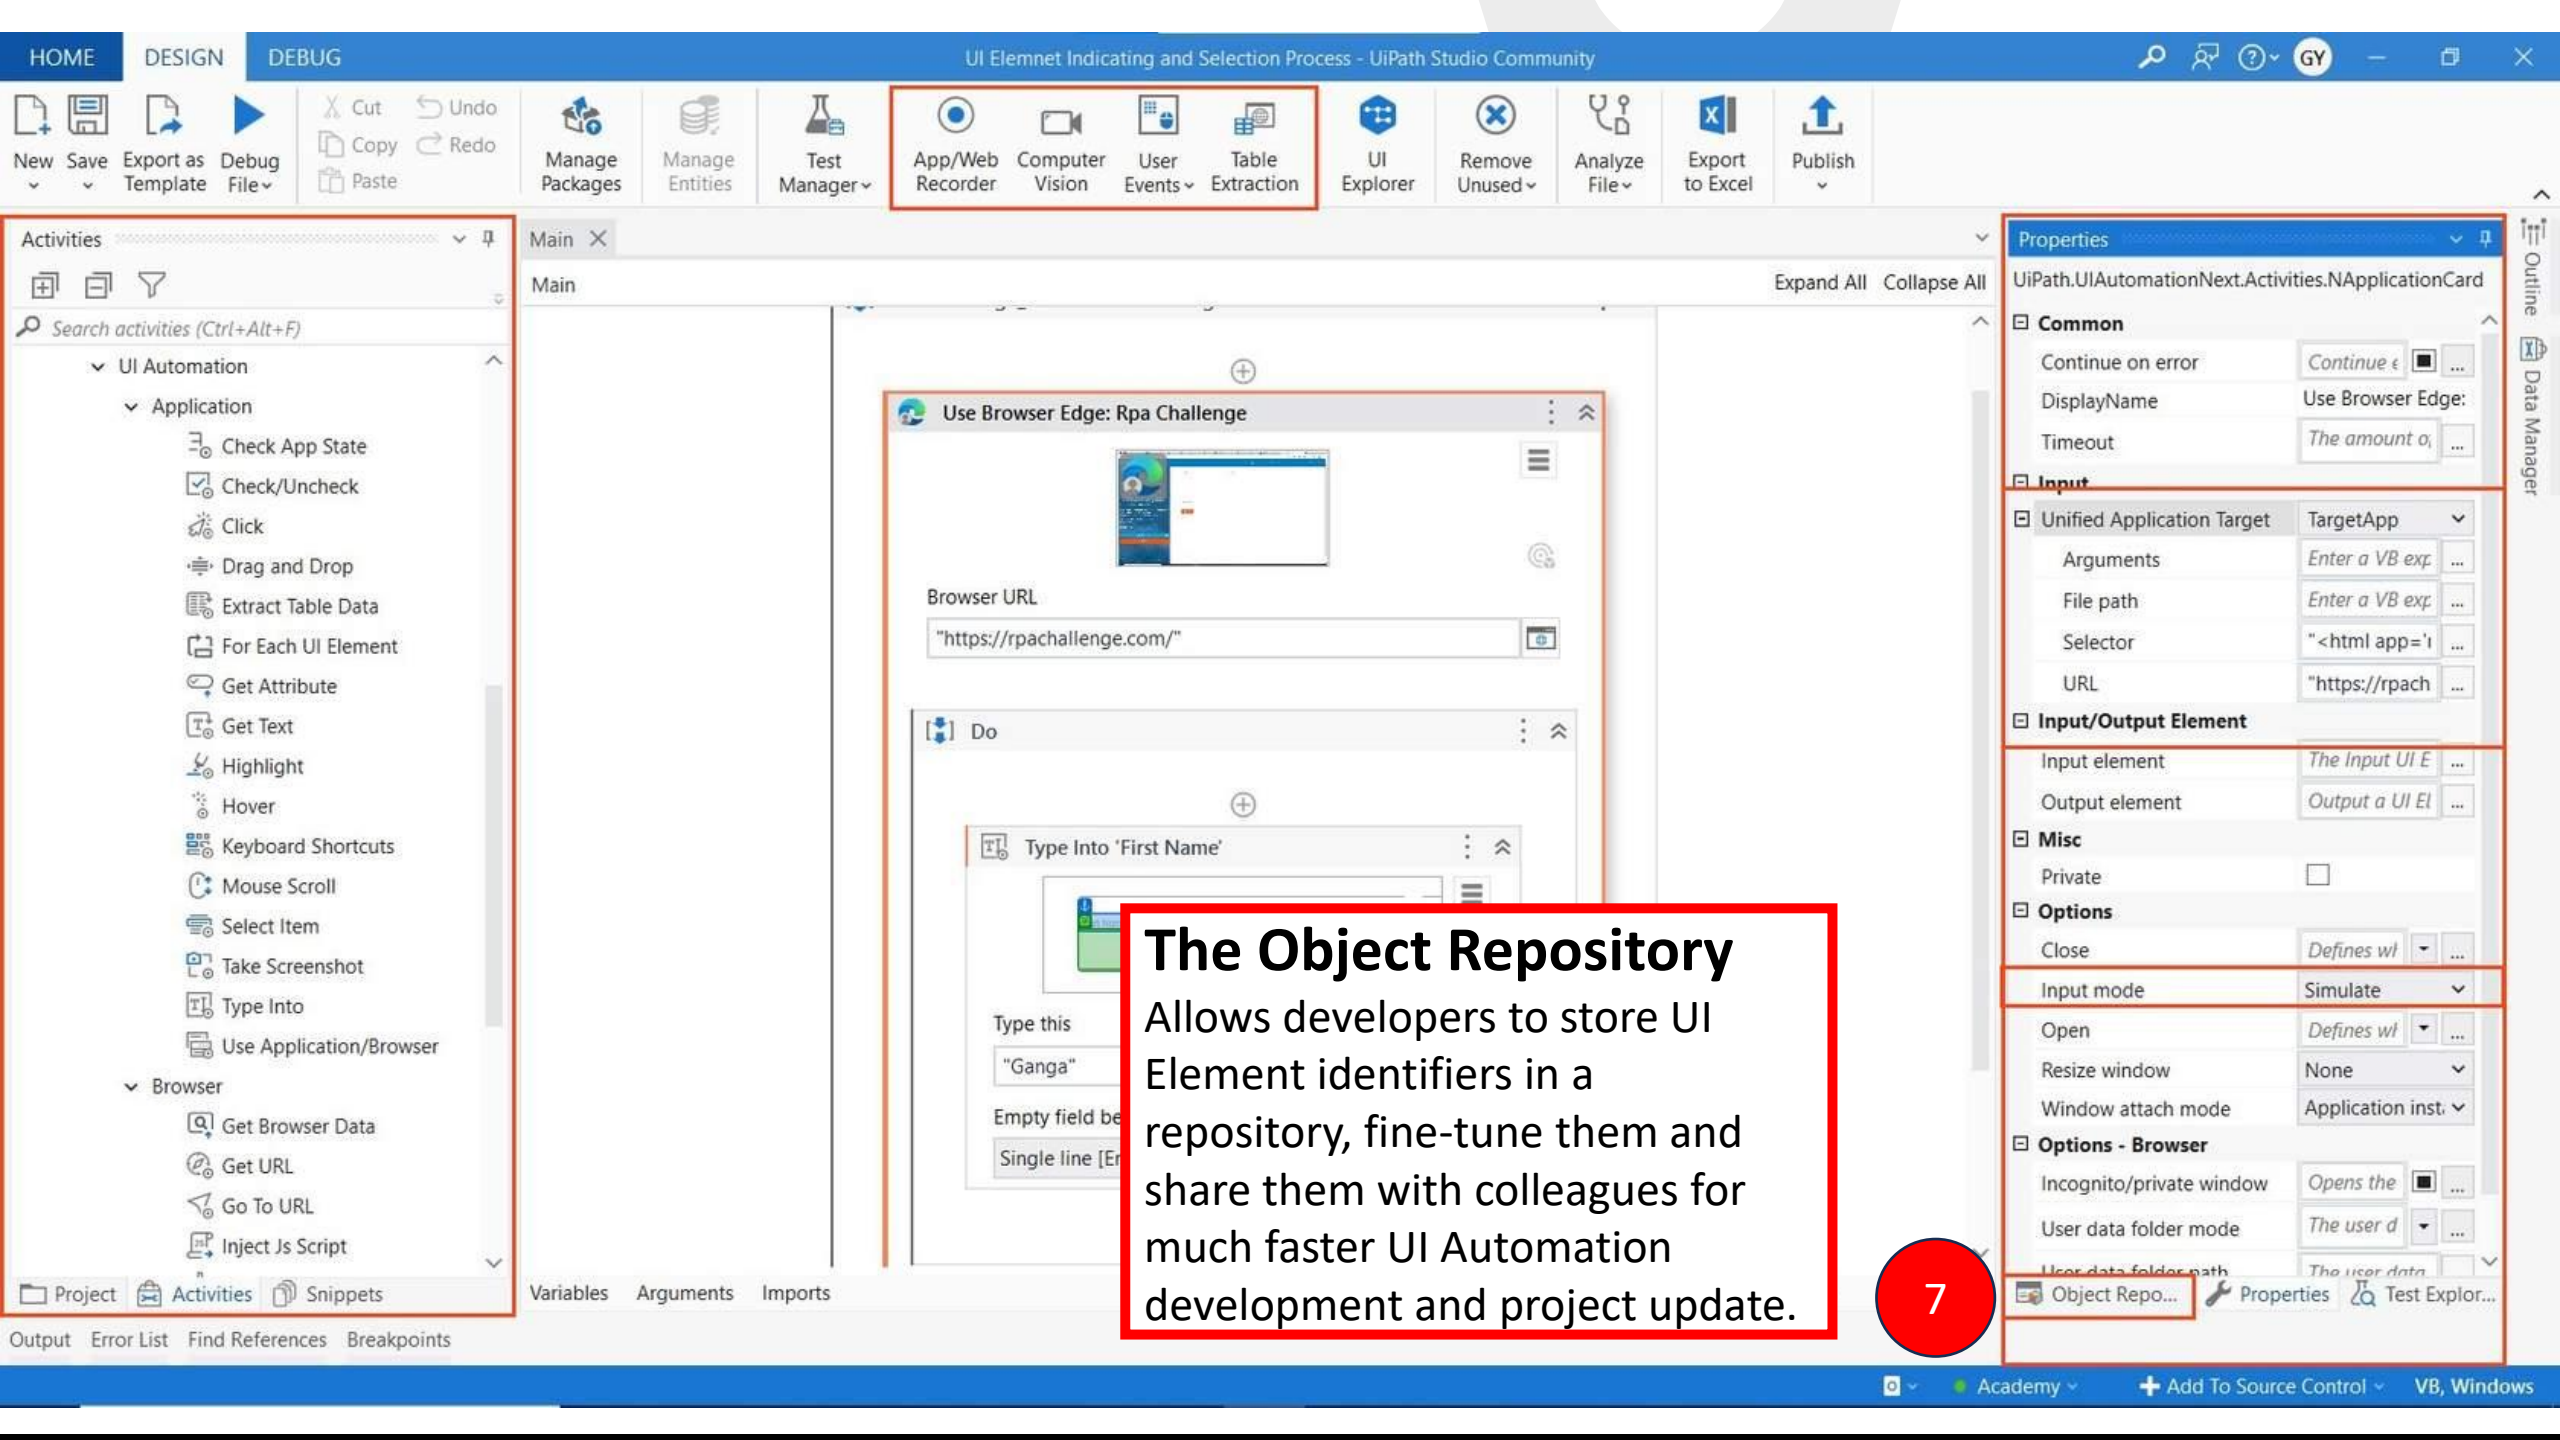 HOME DESIGN DEBUG
UI Elemnet Indicating and Selection Process - UiPath Studio Community
GY
New Save Export as Template Debug File
Cut Undo
Copy Redo
Paste
Manage Packages
Manage Entities
Test Manager
App/Web Recorder
Computer Vision
User Events
Table Extraction
UI Explorer
Remove Unused
Analyze File
Export to Excel
Publish
Activities
Search activities (Ctrl+Alt+F)
UI Automation
Application
Check App State
Check/Uncheck
Click
Drag and Drop
Extract Table Data
For Each UI Element
Get Attribute
Get Text
Highlight
Hover
Keyboard Shortcuts
Mouse Scroll
Select Item
Take Screenshot
Type Into
Use Application/Browser
Browser
Get Browser Data
Get URL
Go To URL
Inject Js Script
Project Activities Snippets
Main
Main
Expand All Collapse All
Use Browser Edge: Rpa Challenge
Browser URL
"https://rpachallenge.com/"
Do
Type Into 'First Name'
Type this
"Ganga"
Empty field be
Single line [Er
Variables Arguments Imports
The Object Repository
Allows developers to store UI
Element identifiers in a
repository, fine-tune them and
share them with colleagues for
much faster UI Automation
development and project update.
7
Properties
UiPath.UIAutomationNext.Activities.NApplicationCard
Common
Continue on error Continue e ...
DisplayName Use Browser Edge:
Timeout The amount o ...
Input
Unified Application Target TargetApp
Arguments Enter a VB exp ...
File path Enter a VB exp ...
Selector "<html app=' ...
URL "https://rpach ...
Input/Output Element
Input element The Input UI E ...
Output element Output a UI El ...
Misc
Private
Options
Close Defines wh ...
Input mode Simulate
Open Defines wh ...
Resize window None
Window attach mode Application inst
Options - Browser
Incognito/private window Opens the ...
User data folder mode The user d ...
User data folder path The user data
Object Repo... Properties Test Explor...
Outline
Data Manager
Output Error List Find References Breakpoints
Academy Add To Source Control VB, Windows